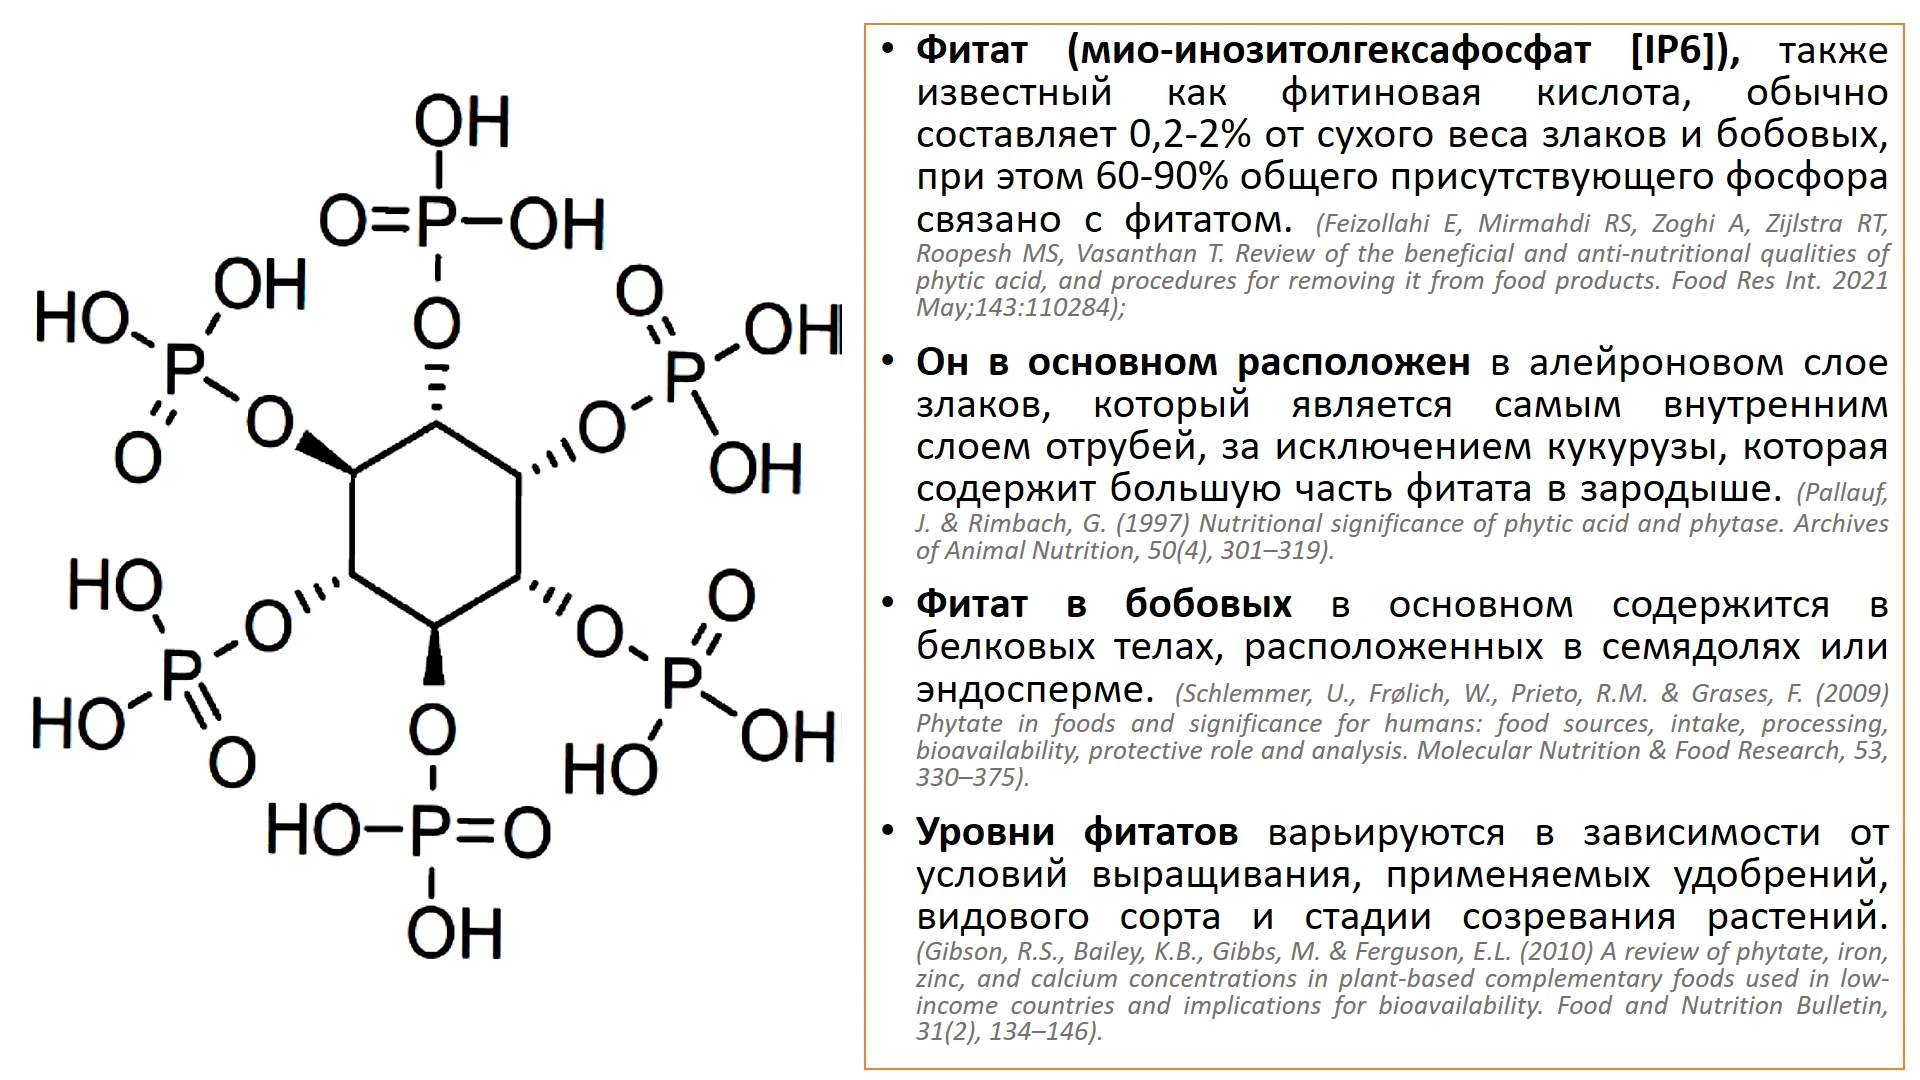 OH
O=P–OH
O
HO
OH
P
O
O
O
P
OH
O
OH
HO
O
P
HO
O
O
O
P
OH
HO
O
HO–P=O
OH
• Фитат (мио-инозитолгексафосфат [IP6]), также
известный как фитиновая кислота, обычно
составляет 0,2-2% от сухого веса злаков и бобовых,
при этом 60-90% общего присутствующего фосфора
связано с фитатом. (Feizollahi E, Mirmahdi RS, Zoghi A, Zijlstra RT,
Roopesh MS, Vasanthan T. Review of the beneficial and anti-nutritional qualities of
phytic acid, and procedures for removing it from food products. Food Res Int. 2021
May;143:110284);
• Он в основном расположен в алейроновом слое
злаков, который является самым внутренним
слоем отрубей, за исключением кукурузы, которая
содержит большую часть фитата в зародыше. (Pallauf,
J. & Rimbach, G. (1997) Nutritional significance of phytic acid and phytase. Archives
of Animal Nutrition, 50(4), 301–319).
• Фитат в бобовых в основном содержится в
белковых телах, расположенных в семядолях или
эндосперме. (Schlemmer, U., Frølich, W., Prieto, R.M. & Grases, F. (2009)
Phytate in foods and significance for humans: food sources, intake, processing,
bioavailability, protective role and analysis. Molecular Nutrition & Food Research, 53,
330–375).
• Уровни фитатов варьируются в зависимости от
условий выращивания, применяемых удобрений,
видового сорта и стадии созревания растений.
(Gibson, R.S., Bailey, K.B., Gibbs, M. & Ferguson, E.L. (2010) A review of phytate, iron,
zinc, and calcium concentrations in plant-based complementary foods used in low-
income countries and implications for bioavailability. Food and Nutrition Bulletin,
31(2), 134–146).